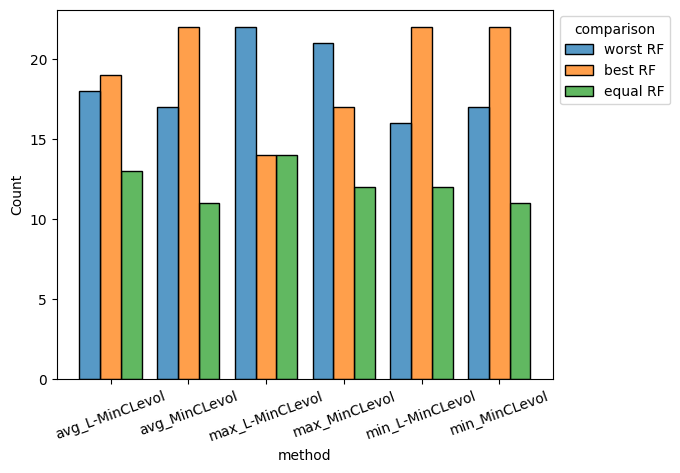 comparison
worst RF
best RF
equal RF
Count
20
15
10
5
0
avg_L-MinCLevol
avg_MinCLevol
max_L-MinCLevol
max_MinCLevol
min_L-MinCLevol
min_MinCLevol
method